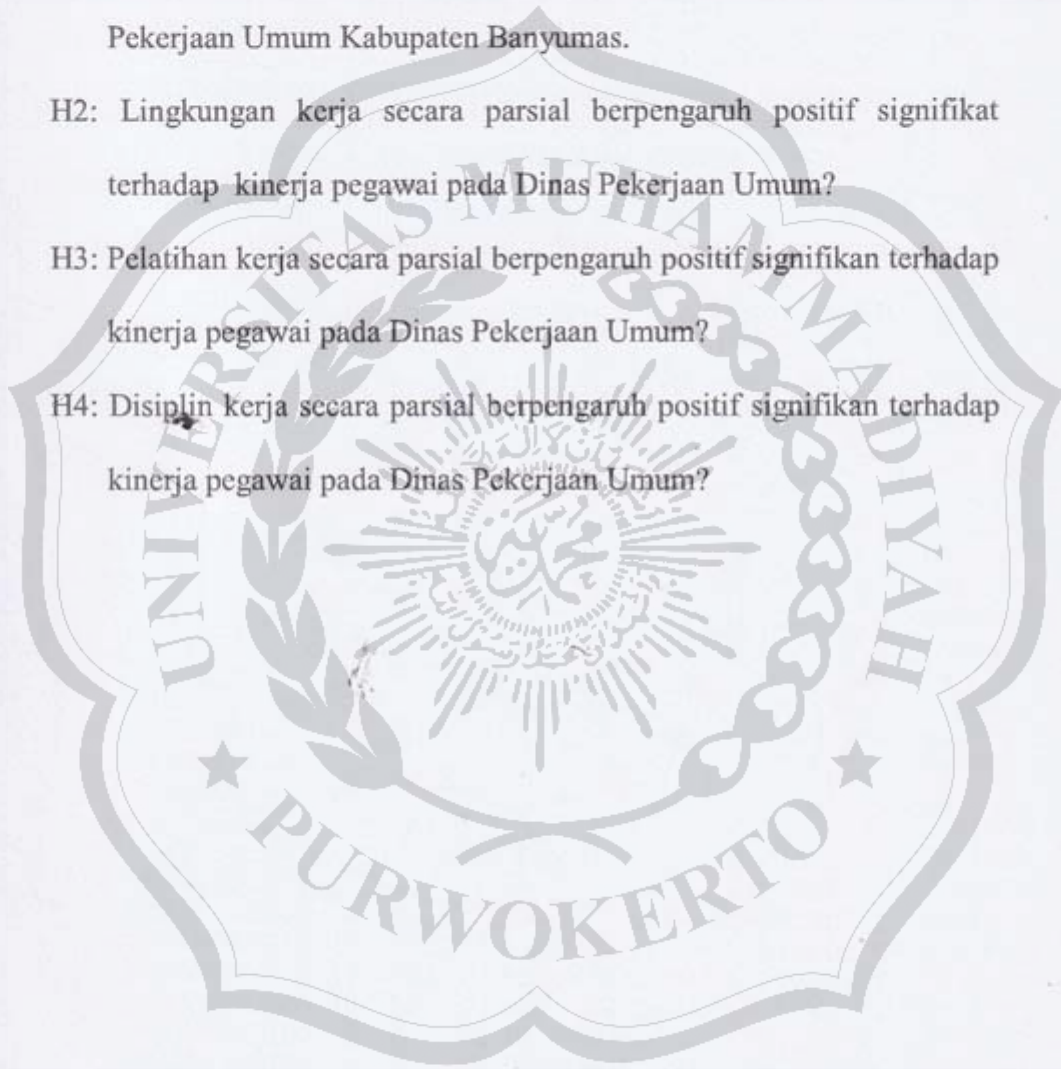 Pekerjaan Umum Kabupaten Banyumas.
H2: Lingkungan kerja secara parsial berpengaruh positif signifikat
terhadap kinerja pegawai pada Dinas Pekerjaan Umum?
H3: Pelatihan kerja secara parsial berpengaruh positif signifikan terhadap
kinerja pegawai pada Dinas Pekerjaan Umum?
H4: Disiplin kerja secara parsial berpengaruh positif signifikan terhadap
kinerja pegawai pada Dinas Pekerjaan Umum?
UNIVERSITAS MUHAMMADIYAH
PURWOKERTO